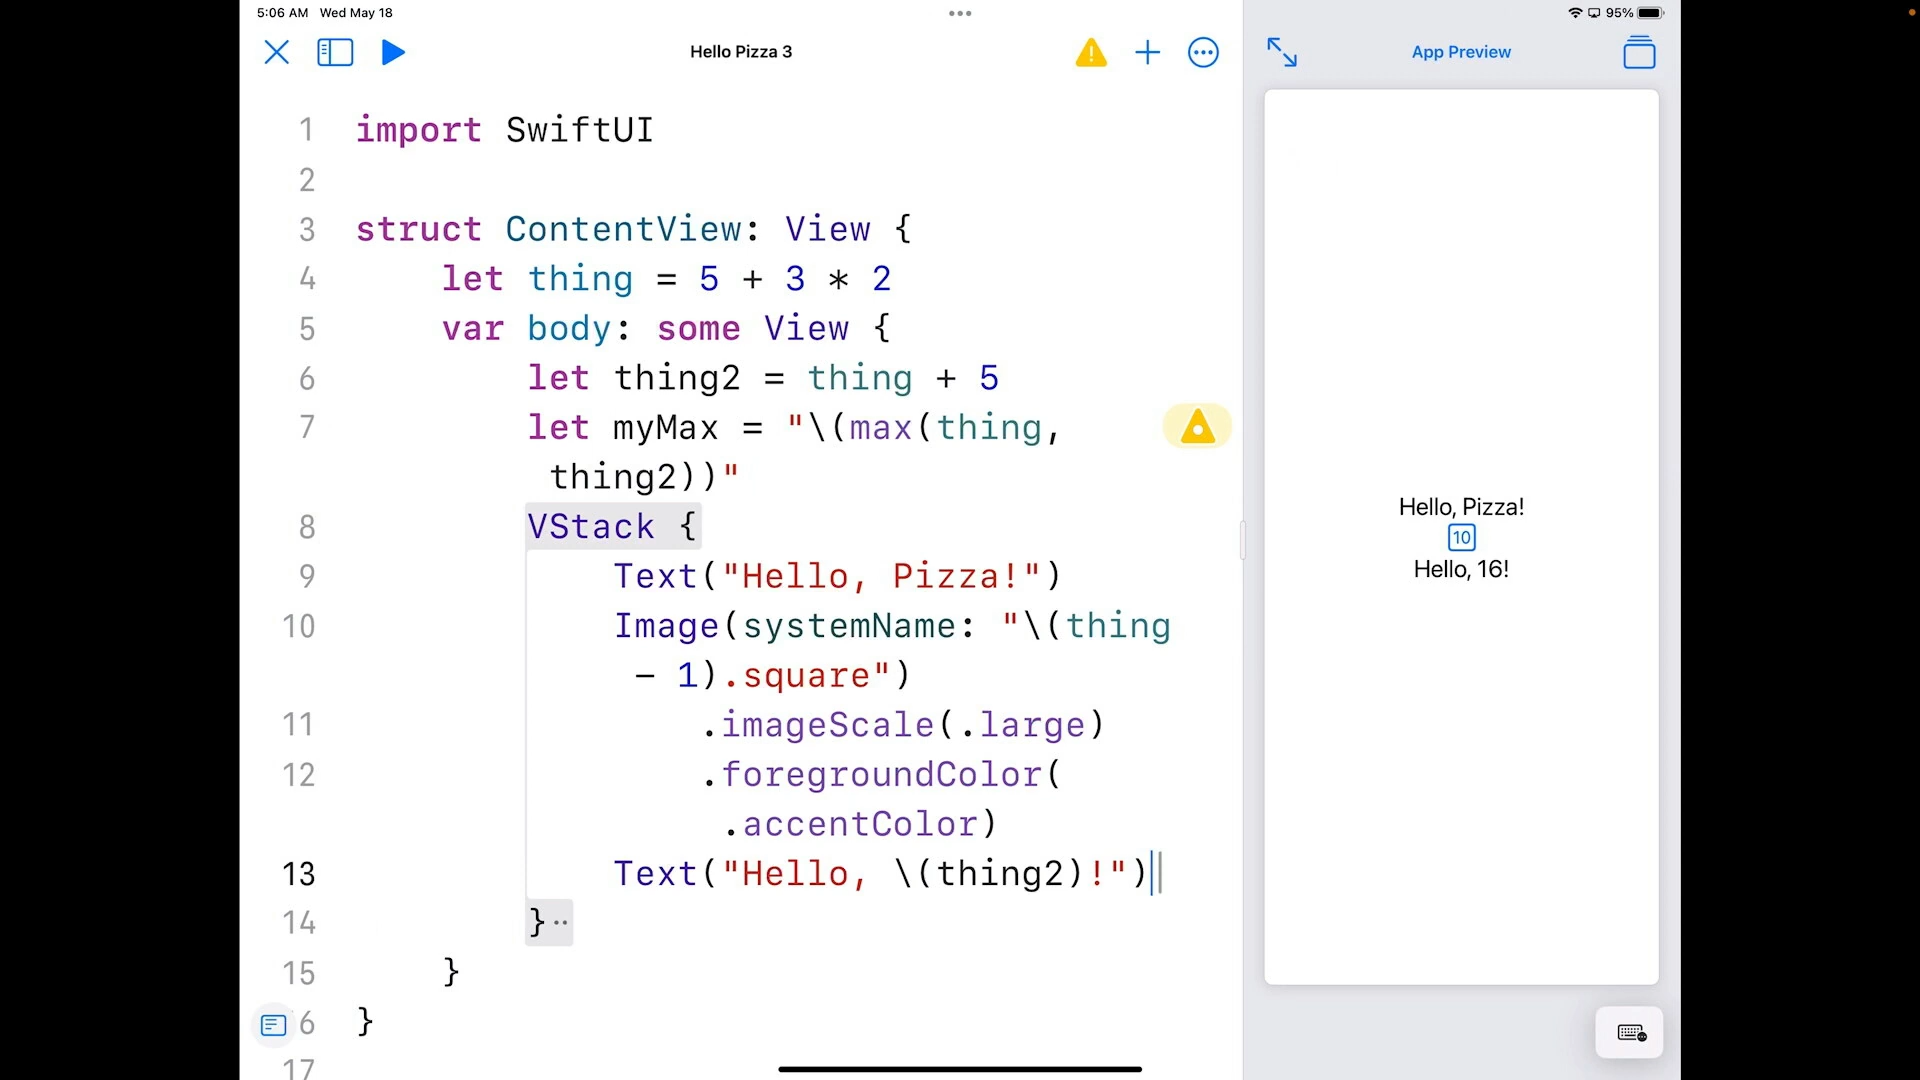 5:06 AM Wed May 18
95%
Hello Pizza 3
App Preview
1 import SwiftUI
2
3 struct ContentView: View {
4 let thing = 5 + 3 * 2
5 var body: some View {
6 let thing2 = thing + 5
7 let myMax = "\(max(thing,
thing2))"
8 VStack {
9 Text("Hello, Pizza!")
10 Image(systemName: "\(thing
- 1).square")
11 .imageScale(.large)
12 .foregroundColor(
.accentColor)
13 Text("Hello, \(thing2)!")
14 }
15 }
6 }
17
Hello, Pizza!
10
Hello, 16!